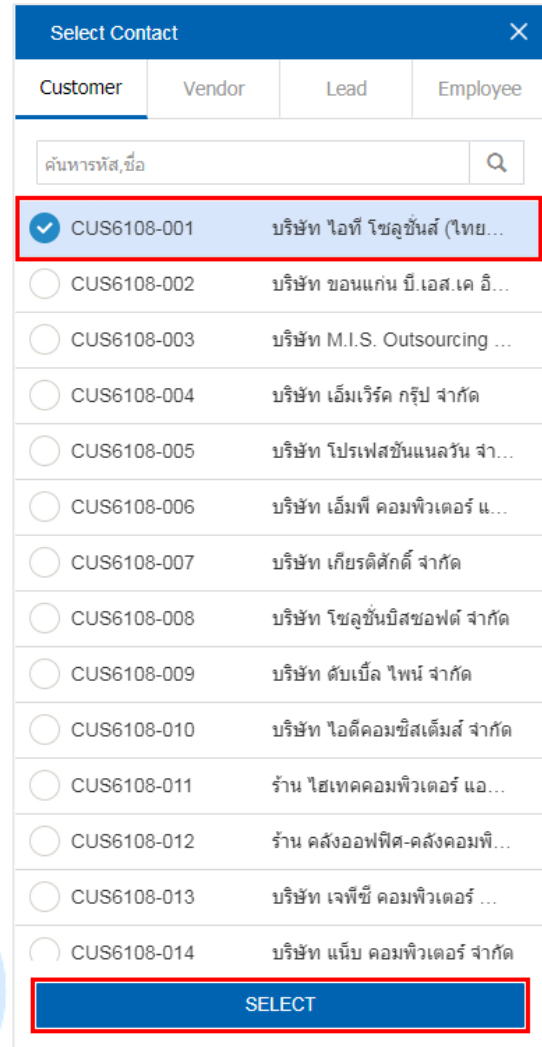 Select Contact
Customer Vendor Lead Employee
ค้นหารหัส,ชื่อ
CUS6108-001 บริษัท ไอที โซลูชั่นส์ (ไทย...
CUS6108-002 บริษัท ขอนแก่น บี.เอส.เค อิ...
CUS6108-003 บริษัท M.I.S. Outsourcing ...
CUS6108-004 บริษัท เอ็มเวิร์ค กรุ๊ป จำกัด
CUS6108-005 บริษัท โปรเฟสชันแนลวัน จำ...
CUS6108-006 บริษัท เอ็มพี คอมพิวเตอร์ แ...
CUS6108-007 บริษัท เกียรติศักดิ์ จำกัด
CUS6108-008 บริษัท โซลูชั่นบิสซอฟต์ จำกัด
CUS6108-009 บริษัท ดับเบิ้ล ไพน์ จำกัด
CUS6108-010 บริษัท ไอดีคอมซิสเต็มส์ จำกัด
CUS6108-011 ร้าน ไฮเทคคอมพิวเตอร์ แอ...
CUS6108-012 ร้าน คลังออฟฟิศ-คลังคอมพิ...
CUS6108-013 บริษัท เจพีซี คอมพิวเตอร์ ...
CUS6108-014 บริษัท แน็บ คอมพิวเตอร์ จำกัด
SELECT